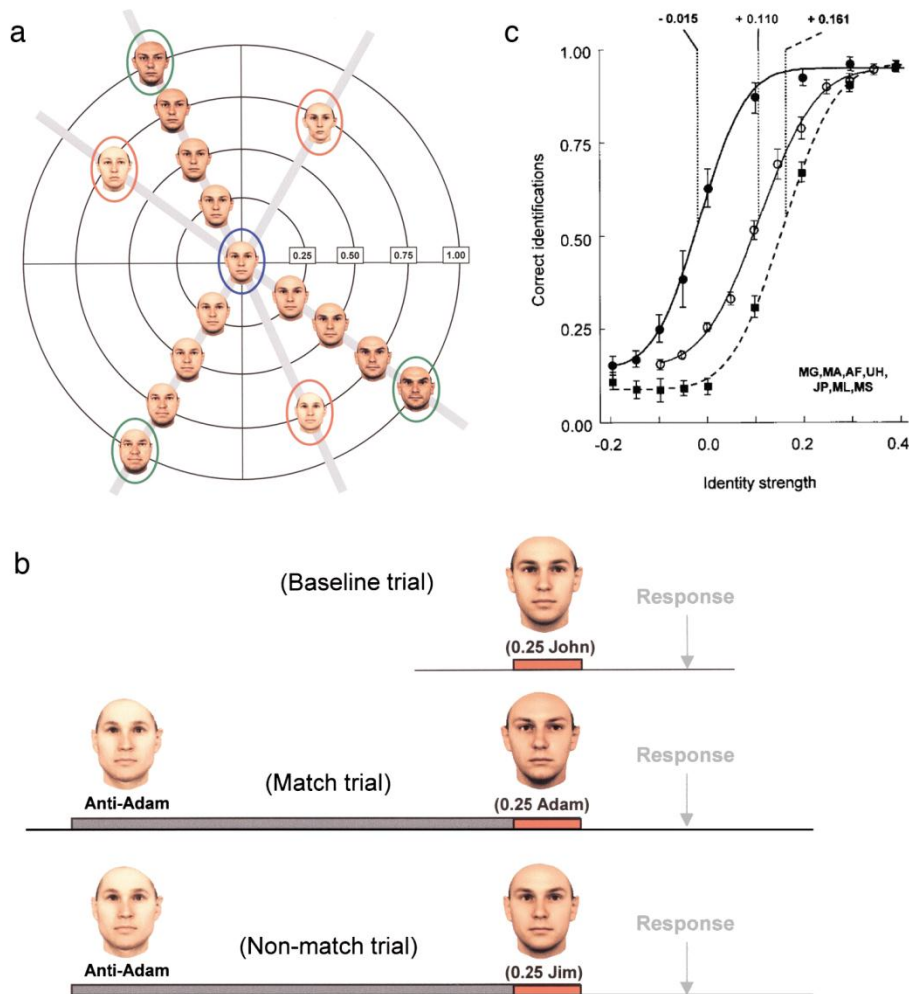 a
0.25 0.50 0.75 1.00
c
- 0.015 + 0.110 + 0.161
1.00
0.75
0.50
0.25
0.00
Correct identifications
MG,MA,AF,UH,
JP,ML,MS
-0.2 0.0 0.2 0.4
Identity strength
b
(Baseline trial)
Response
(0.25 John)
(Match trial)
Response
Anti-Adam
(0.25 Adam)
(Non-match trial)
Response
Anti-Adam
(0.25 Jim)